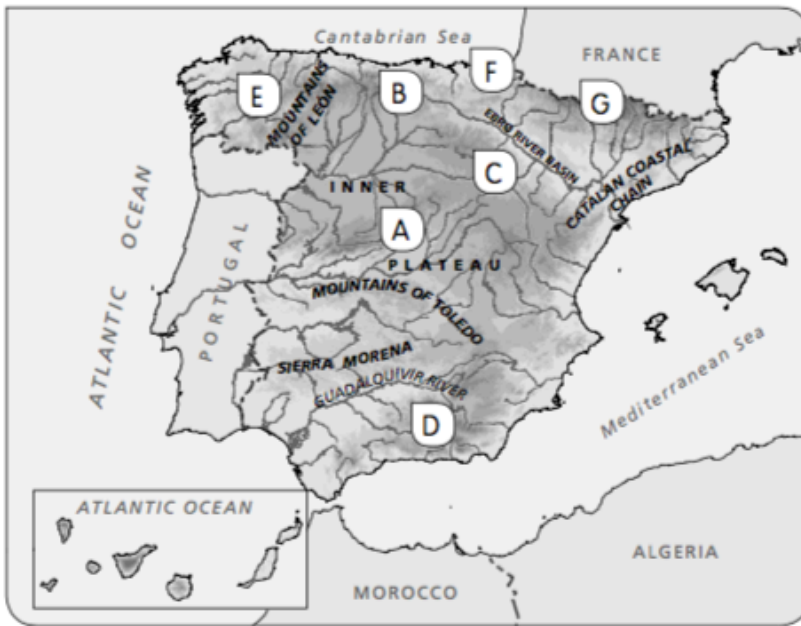 Cantabrian Sea
FRANCE
F
E
B
G
MOUNTAINS
OF LEÓN
EBRO RIVER BASIN
C
CATALAN COASTAL
CHAIN
INNER
ATLANTIC OCEAN
A
PLATEAU
PORTUGAL
MOUNTAINS OF TOLEDO
SIERRA MORENA
GUADALQUIVIR RIVER
Mediterranean Sea
D
ATLANTIC OCEAN
ALGERIA
MOROCCO